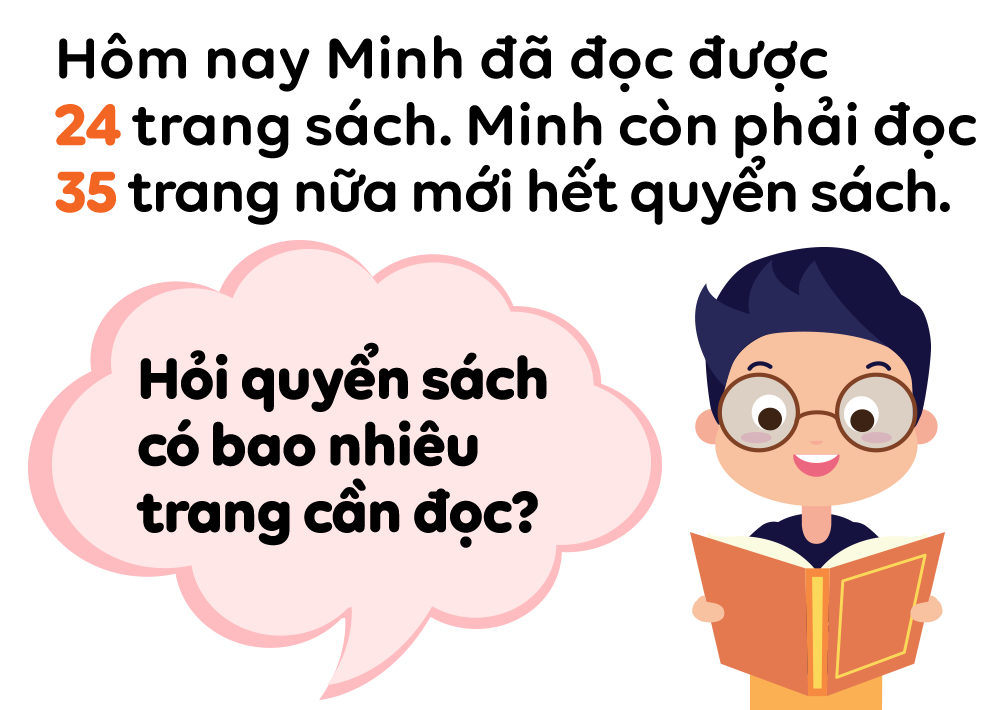 Hôm nay Minh đã đọc được
24 trang sách. Minh còn phải đọc
35 trang nữa mới hết quyển sách.
Hỏi quyển sách
có bao nhiêu
trang cần đọc?